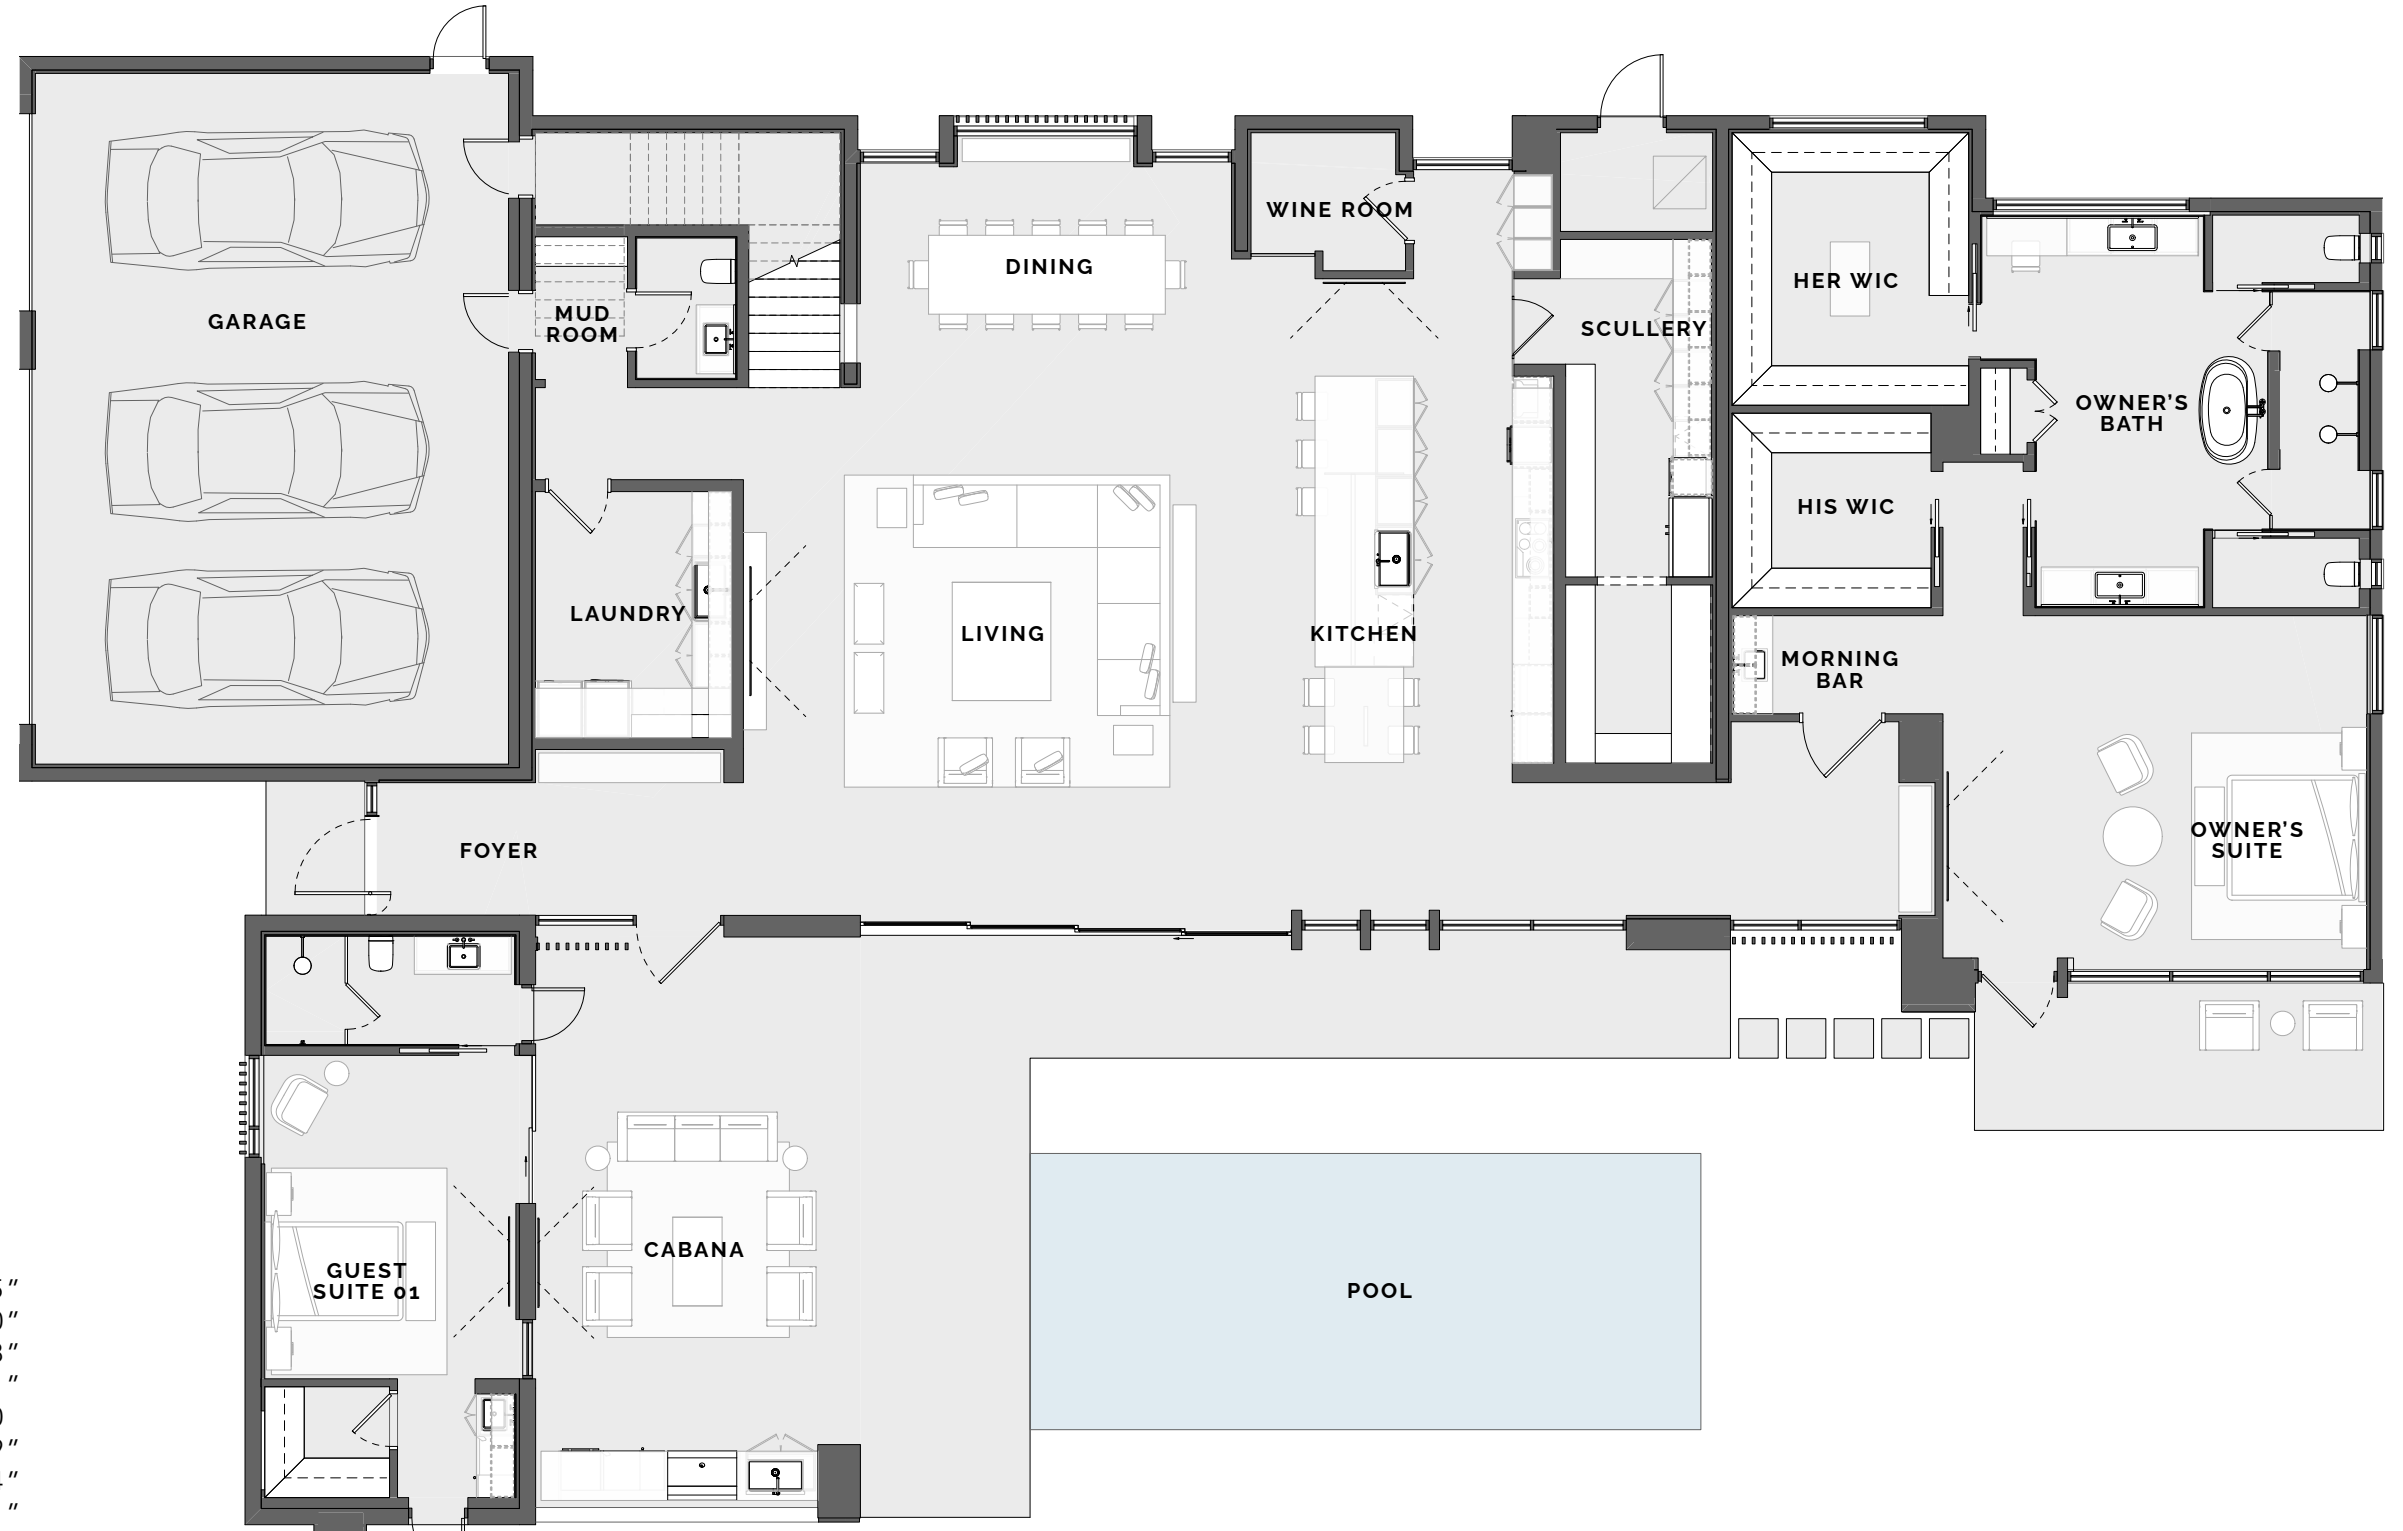 WINE ROOM
DINING
HER WIC
GARAGE
MUD
ROOM
SCULLERY
OWNER'S
BATH
HIS WIC
LAUNDRY
LIVING
KITCHEN
MORNING
BAR
OWNER'S
SUITE
FOYER
CABANA
GUEST
SUITE 01
POOL